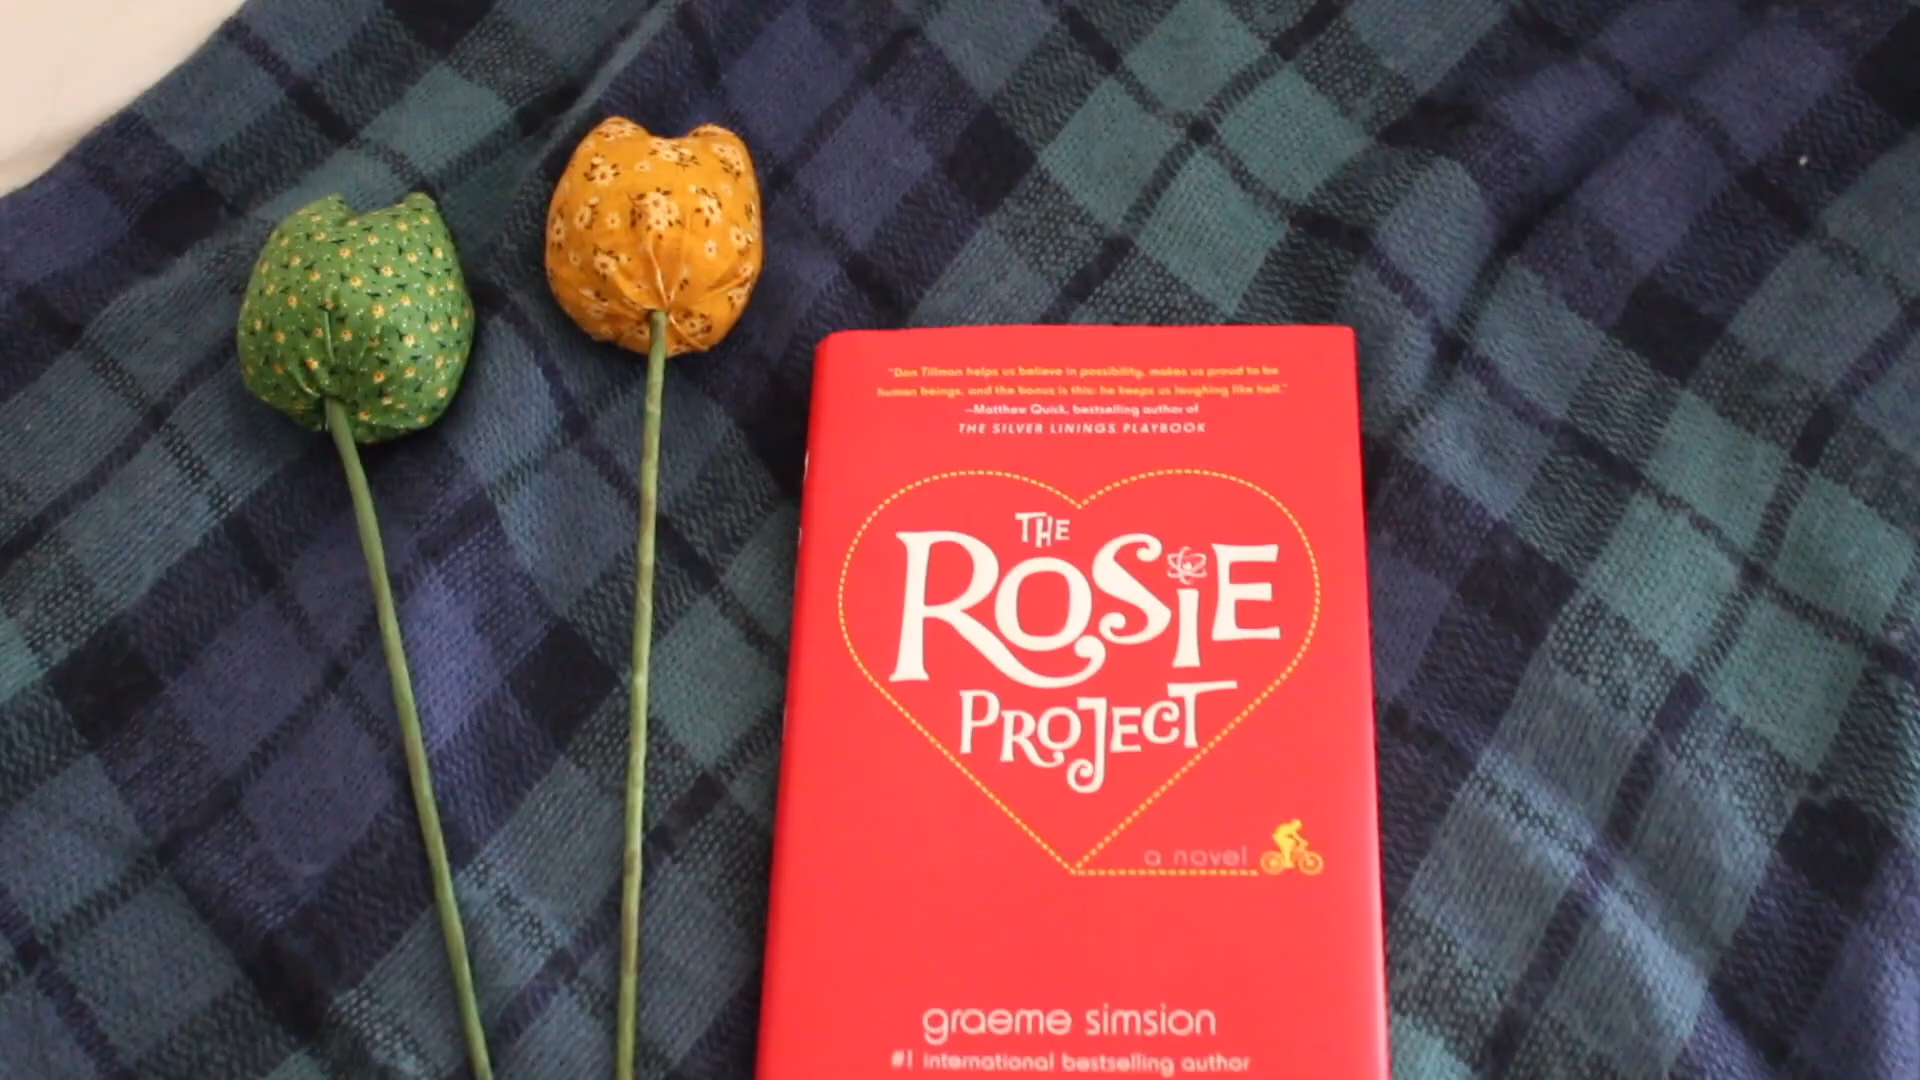 "Don Tillman helps us believe in possibility, makes us proud to be
human beings, and the bonus is this: he keeps us laughing like hell."
—Matthew Quick, bestselling author of
THE SILVER LININGS PLAYBOOK
THE
ROSiE
PROJECT
a novel
graeme simsion
#1 international bestselling author